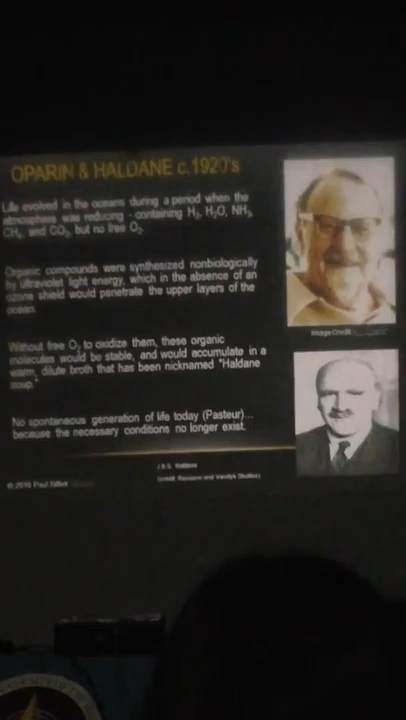 OPARIN & HALDANE c.1920's
Life evolved in the oceans during a period when the
atmosphere was reducing - containing H₂, H₂O, NH₃,
CH₄, and CO₂, but no free O₂.
Organic compounds were synthesized nonbiologically
by ultraviolet light energy, which in the absence of an
ozone shield would penetrate the upper layers of the
ocean.
Without free O₂ to oxidize them, these organic
molecules would be stable, and would accumulate in a
warm, dilute broth that has been nicknamed "Haldane
soup."
No spontaneous generation of life today (Pasteur)...
because the necessary conditions no longer exist.
Image Credit
J.B.S. Haldane
(credit: Bassano and Vandyk Studios)
© 2016 Paul